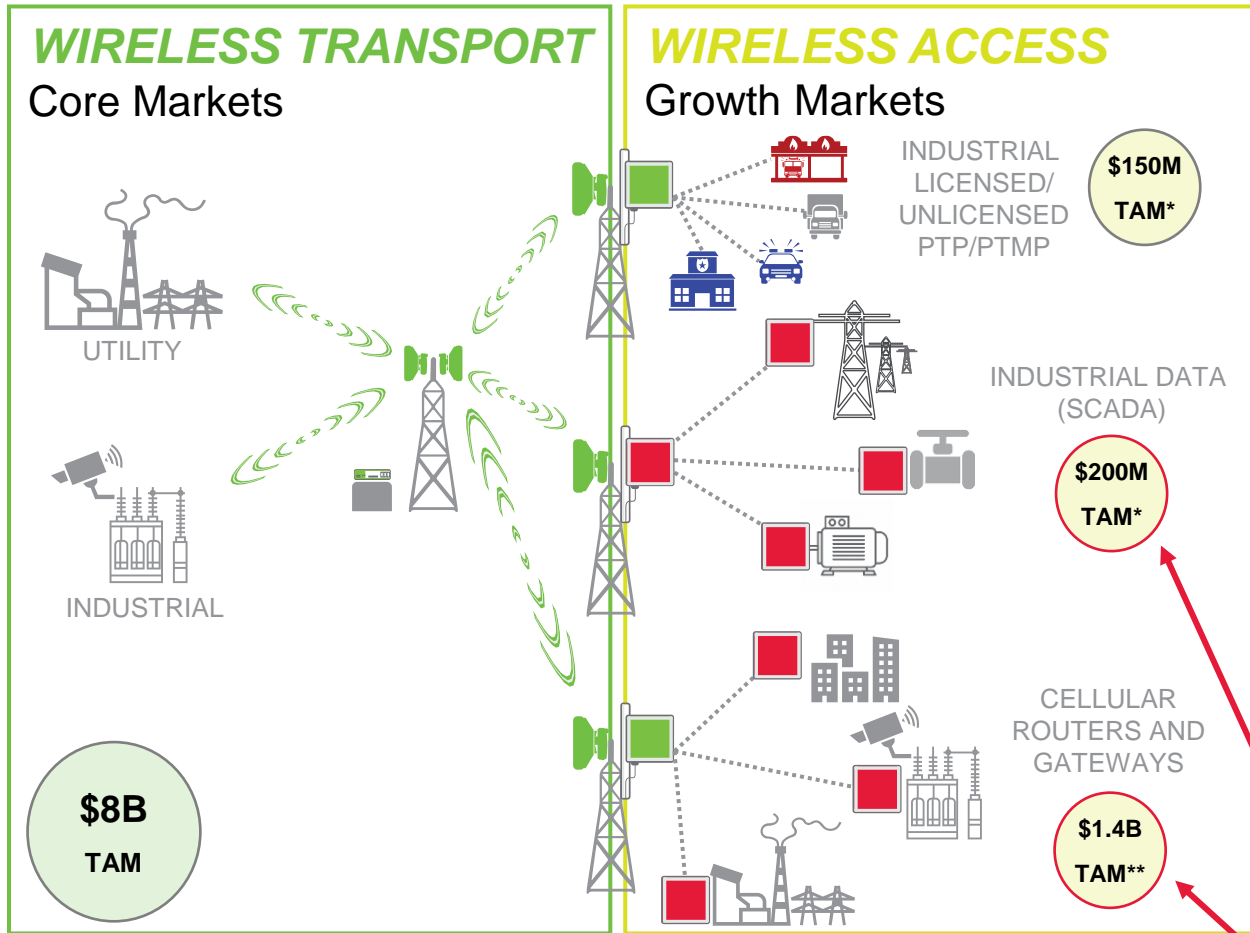 WIRELESS TRANSPORT
Core Markets
UTILITY
INDUSTRIAL
$8B
TAM
WIRELESS ACCESS
Growth Markets
INDUSTRIAL
LICENSED/
UNLICENSED
PTP/PTMP
$150M
TAM*
INDUSTRIAL DATA
(SCADA)
$200M
TAM*
CELLULAR
ROUTERS AND
GATEWAYS
$1.4B
TAM**